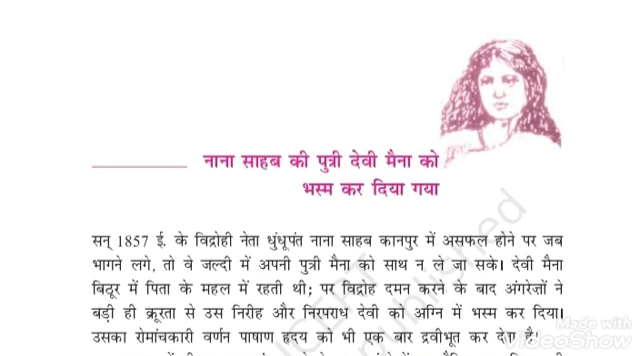 नाना साहब की पुत्री देवी मैना को
भस्म कर दिया गया
सन् 1857 ई. के विद्रोही नेता धुंधूपंत नाना साहब कानपुर में असफल होने पर जब
भागने लगे, तो वे जल्दी में अपनी पुत्री मैना को साथ न ले जा सके। देवी मैना
बिठूर में पिता के महल में रहती थी; पर विद्रोह दमन करने के बाद अंगरेज़ों ने
बड़ी ही क्रूरता से उस निरीह और निरपराध देवी को अग्नि में भस्म कर दिया।
उसका रोमांचकारी वर्णन पाषाण हृदय को भी एक बार द्रवीभूत कर देता है।
published
Made with
VideoShow